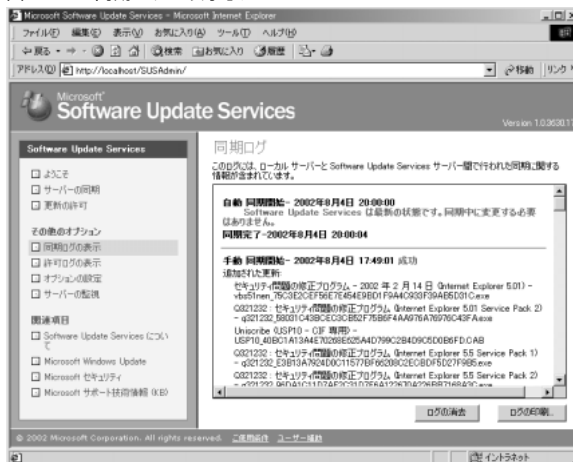 Microsoft Software Update Services - Microsoft Internet Explorer
ファイル(F) 編集(E) 表示(V) お気に入り(A) ツール(T) ヘルプ(H)
戻る 検索 お気に入り 履歴
アドレス(D) http://localhost/SUSAdmin/ 移動 リンク
Microsoft
Software Update Services
Version 1.0.3630.17
Software Update Services
ようこそ
サーバーの同期
更新の許可
その他のオプション
同期ログの表示
許可ログの表示
オプションの設定
サーバーの監視
関連項目
Software Update Services につい
て
Microsoft Windows Update
Microsoft セキュリティ
Microsoft サポート技術情報 (KB)
同期ログ
このログには、ローカル サーバーと Software Update Services サーバー間で行われた同期に関する
情報が含まれています。
自動 同期開始- 2002年8月4日 20:00:00
Software Update Services は最新の状態です。同期中に変更する必要
はありません。
同期完了-2002年8月4日 20:00:04
手動 同期開始- 2002年8月4日 17:49:01 成功
追加された更新:
セキュリティ問題の修正プログラム - 2002 年 2 月 14 日 (Internet Explorer 5.01) -
Q321232 : セキュリティ問題の修正プログラム (Internet Explorer 5.01 Service Pack 2)
Uniscribe (USP10 - CIF 専用) -
Q321232 : セキュリティ問題の修正プログラム (Internet Explorer 5.5 Service Pack 1)
Q321232 : セキュリティ問題の修正プログラム (Internet Explorer 5.5 Service Pack 2)
ログの消去 ログの印刷...
© 2002 Microsoft Corporation. All rights reserved. 使用条件 ユーザー補助
イントラネット